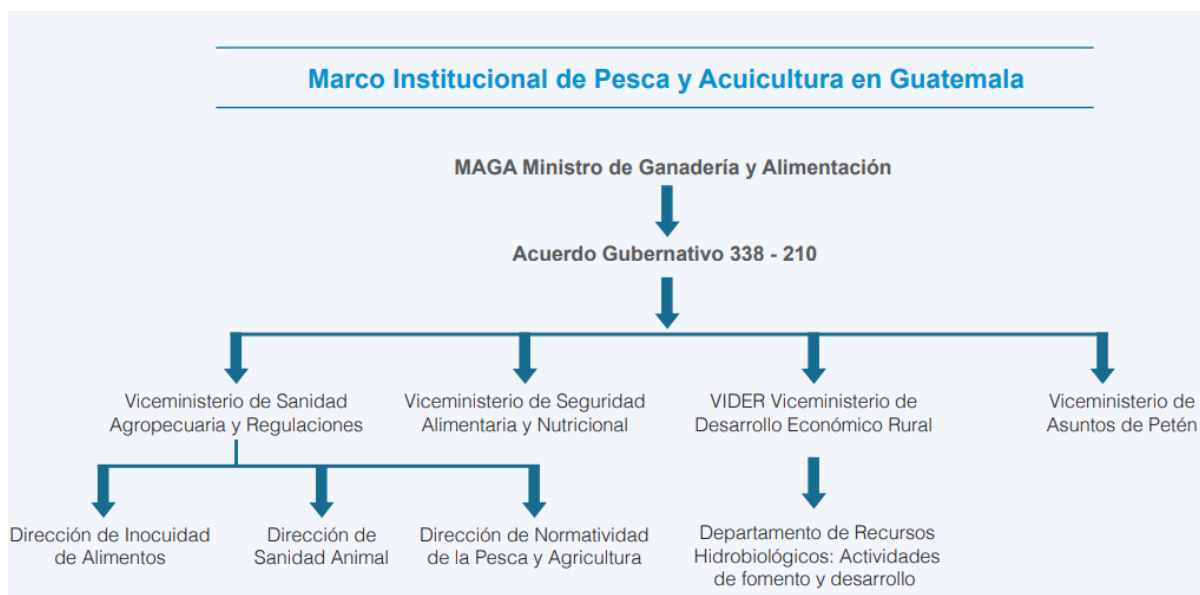 Marco Institucional de Pesca y Acuicultura en Guatemala
MAGA Ministro de Ganadería y Alimentación
Acuerdo Gubernativo 338 - 210
Viceministerio de Sanidad
Agropecuaria y Regulaciones
Viceministerio de Seguridad
Alimentaria y Nutricional
VIDER Viceministerio de
Desarrollo Económico Rural
Viceministerio de
Asuntos de Petén
Dirección de Inocuidad
de Alimentos
Dirección de
Sanidad Animal
Dirección de Normatividad
de la Pesca y Agricultura
Departamento de Recursos
Hidrobiológicos: Actividades
de fomento y desarrollo